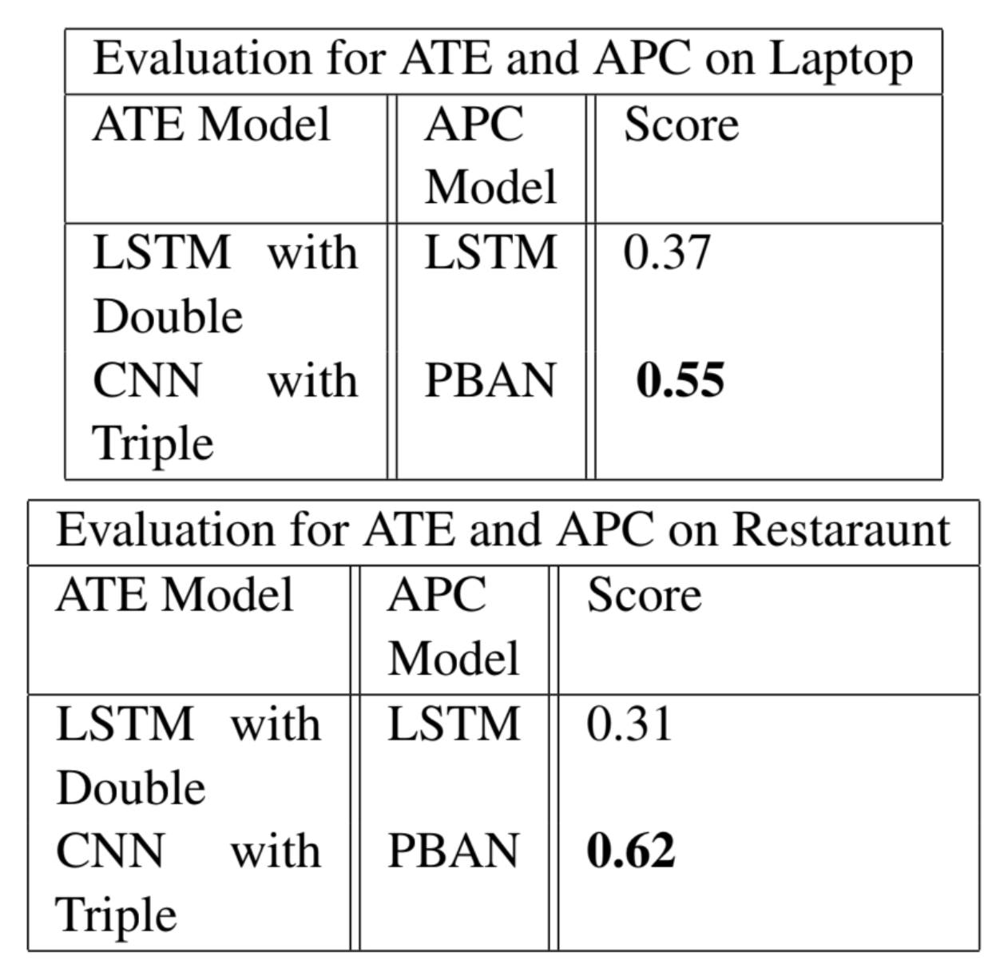 Evaluation for ATE and APC on Laptop
ATE Model APC Model Score
LSTM with Double LSTM 0.37
CNN with Triple PBAN 0.55
Evaluation for ATE and APC on Restaraunt
ATE Model APC Model Score
LSTM with Double LSTM 0.31
CNN with Triple PBAN 0.62